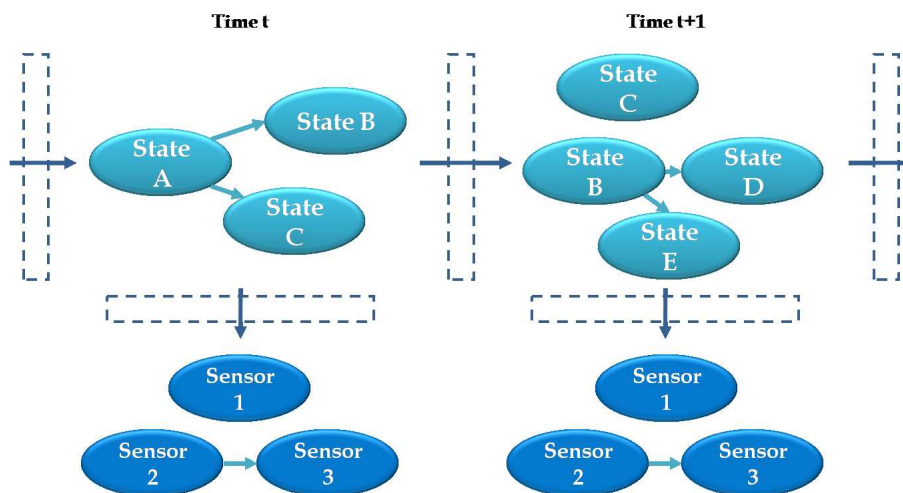 Time t
State B
State
A
State
C
Sensor
1
Sensor
2
Sensor
3
Time t+1
State
C
State
B
State
D
State
E
Sensor
1
Sensor
2
Sensor
3